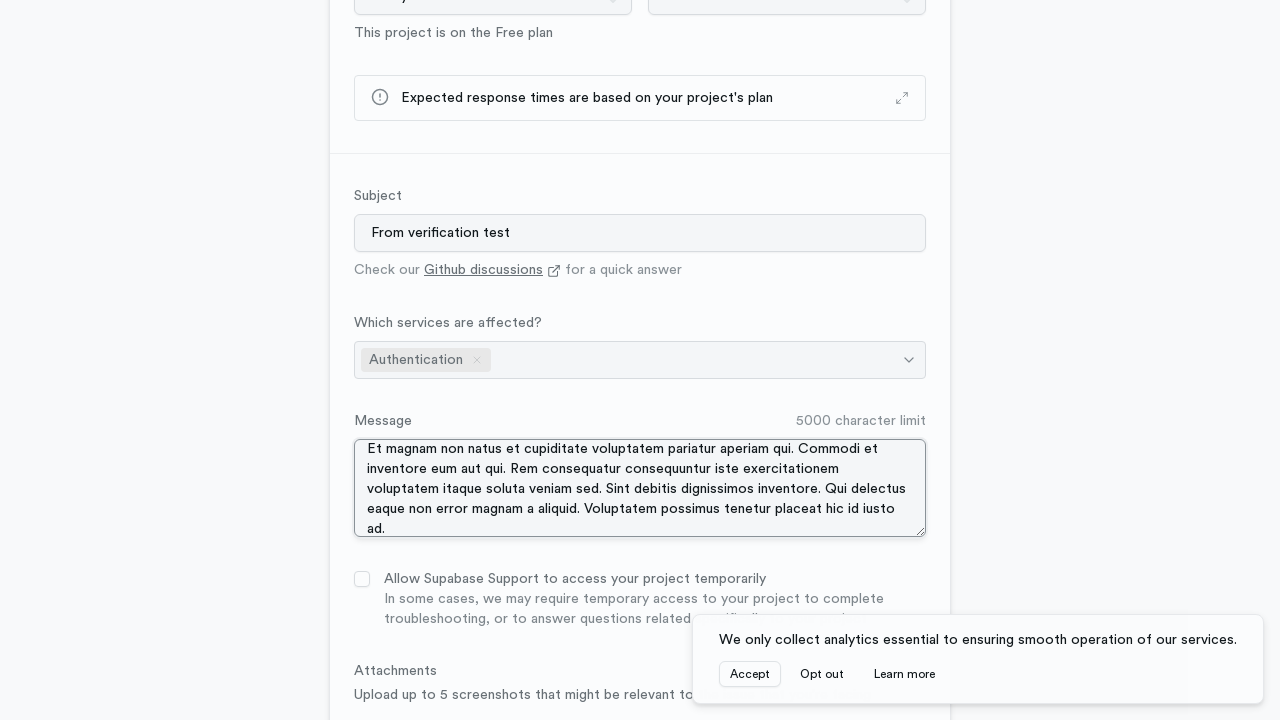 This project is on the Free plan
Expected response times are based on your project's plan
Subject
From verification test
Check our Github discussions for a quick answer
Which services are affected?
Authentication
Message
5000 character limit
Et magnam non natus et cupiditate voluptatem pariatur aperiam qui. Commodi et
inventore eum aut qui. Rem consequatur consequuntur iste exercitationem
voluptatem itaque soluta veniam sed. Sint debitis dignissimos inventore. Qui delectus
eaque non error magnam a aliquid. Voluptatem possimus tenetur placeat hic id iusto
ad.
Allow Supabase Support to access your project temporarily
In some cases, we may require temporary access to your project to complete
troubleshooting, or to answer questions related
Attachments
Upload up to 5 screenshots that might be relevant to
We only collect analytics essential to ensuring smooth operation of our services.
Accept Opt out Learn more